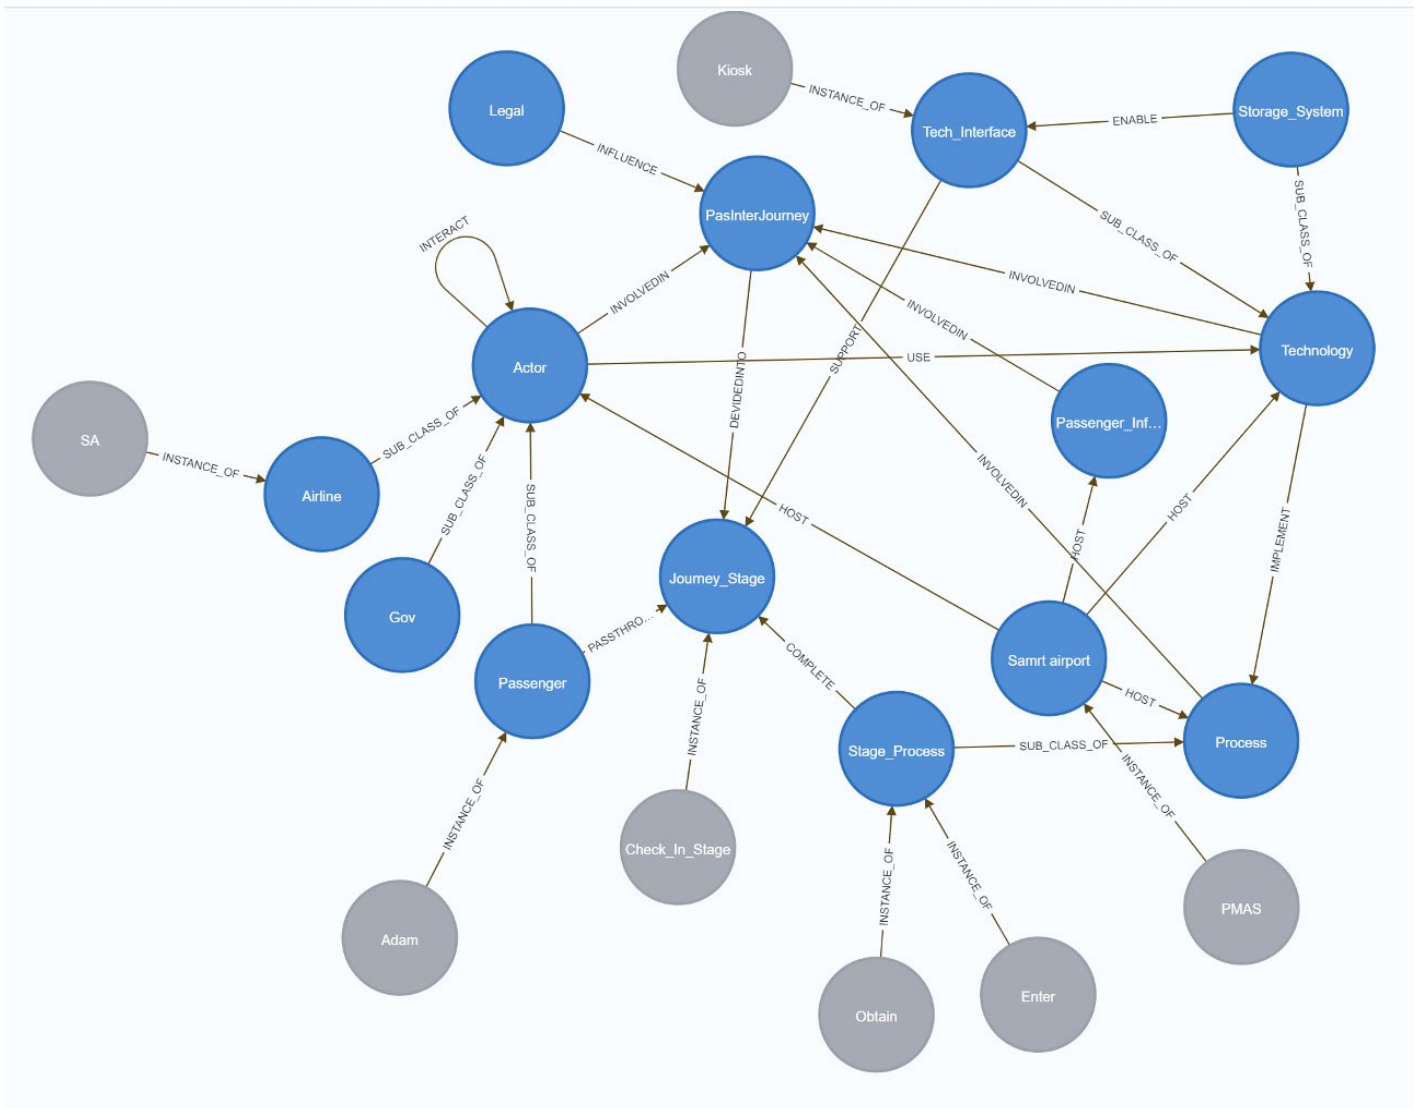 Kiosk
Legal
Storage_System
Tech_Interface
INSTANCE_OF
ENABLE
INFLUENCE
PasInterJourney
SUB_CLASS_OF
SUB_CLASS_OF
INTERACT
INVOLVEDIN
INVOLVEDIN
INVOLVEDIN
SUPPORT
USE
Technology
Actor
DEVIDEDINTO
SUB_CLASS_OF
Passenger_Inf...
SA
INSTANCE_OF
Airline
SUB_CLASS_OF
SUB_CLASS_OF
INVOLVEDIN
HOST
HOST
HOST
IMPLEMENT
Journey_Stage
Gov
PASSTHRO...
Passenger
COMPLETE
Samrt airport
HOST
INSTANCE_OF
Stage_Process
SUB_CLASS_OF
Process
INSTANCE_OF
INSTANCE_OF
Check_In_Stage
INSTANCE_OF
INSTANCE_OF
PMAS
Adam
Obtain
Enter